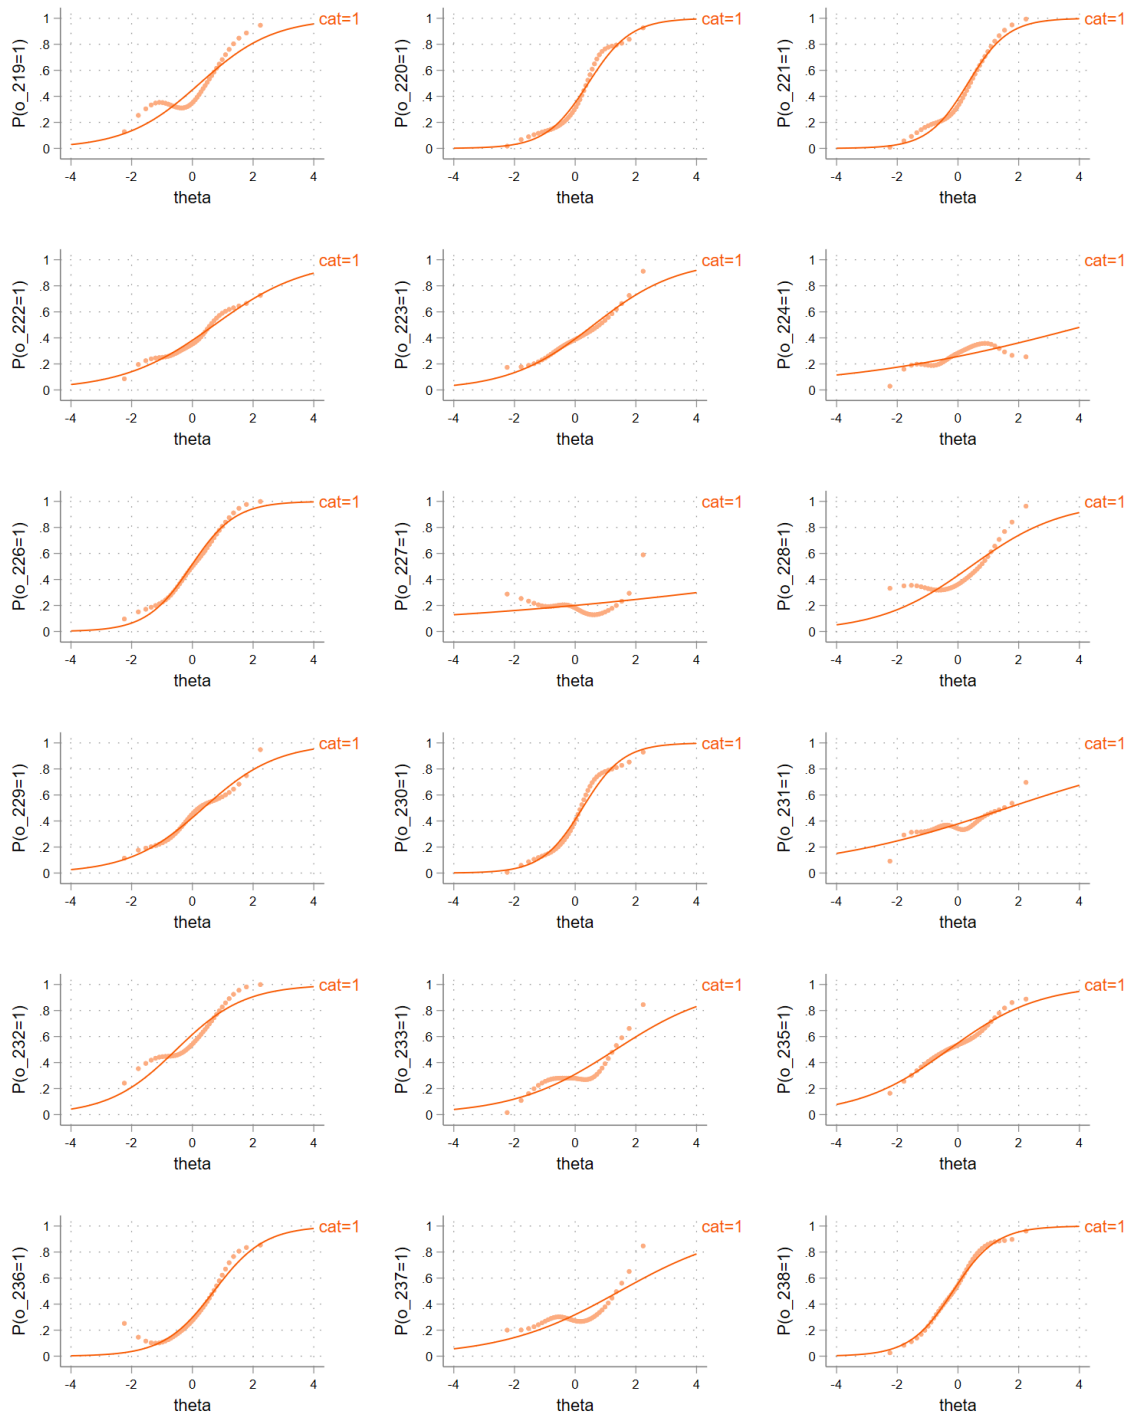 P(o_219=1)
1
.8
.6
.4
.2
0
-4 -2 0 2 4
theta
cat=1
P(o_220=1)
1
.8
.6
.4
.2
0
-4 -2 0 2 4
theta
cat=1
P(o_221=1)
1
.8
.6
.4
.2
0
-4 -2 0 2 4
theta
cat=1
P(o_222=1)
1
.8
.6
.4
.2
0
-4 -2 0 2 4
theta
cat=1
P(o_223=1)
1
.8
.6
.4
.2
0
-4 -2 0 2 4
theta
cat=1
P(o_224=1)
1
.8
.6
.4
.2
0
-4 -2 0 2 4
theta
cat=1
P(o_226=1)
1
.8
.6
.4
.2
0
-4 -2 0 2 4
theta
cat=1
P(o_227=1)
1
.8
.6
.4
.2
0
-4 -2 0 2 4
theta
cat=1
P(o_228=1)
1
.8
.6
.4
.2
0
-4 -2 0 2 4
theta
cat=1
P(o_229=1)
1
.8
.6
.4
.2
0
-4 -2 0 2 4
theta
cat=1
P(o_230=1)
1
.8
.6
.4
.2
0
-4 -2 0 2 4
theta
cat=1
P(o_231=1)
1
.8
.6
.4
.2
0
-4 -2 0 2 4
theta
cat=1
P(o_232=1)
1
.8
.6
.4
.2
0
-4 -2 0 2 4
theta
cat=1
P(o_233=1)
1
.8
.6
.4
.2
0
-4 -2 0 2 4
theta
cat=1
P(o_235=1)
1
.8
.6
.4
.2
0
-4 -2 0 2 4
theta
cat=1
P(o_236=1)
1
.8
.6
.4
.2
0
-4 -2 0 2 4
theta
cat=1
P(o_237=1)
1
.8
.6
.4
.2
0
-4 -2 0 2 4
theta
cat=1
P(o_238=1)
1
.8
.6
.4
.2
0
-4 -2 0 2 4
theta
cat=1